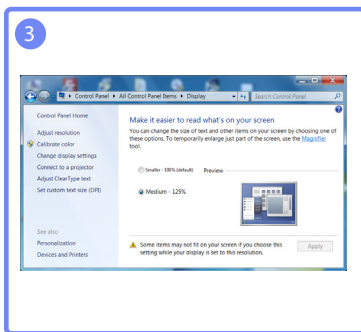 3
Control Panel ▸ All Control Panel Items ▸ Display
Search Control Panel
Control Panel Home
Adjust resolution
Calibrate color
Change display settings
Connect to a projector
Adjust ClearType text
Set custom text size (DPI)
See also
Personalization
Devices and Printers
Make it easier to read what's on your screen
You can change the size of text and other items on your screen by choosing one of
these options. To temporarily enlarge just part of the screen, use the Magnifier
tool.
Smaller - 100% (default) Preview
Medium - 125%
Some items may not fit on your screen if you choose this
setting while your display is set to this resolution.
Apply